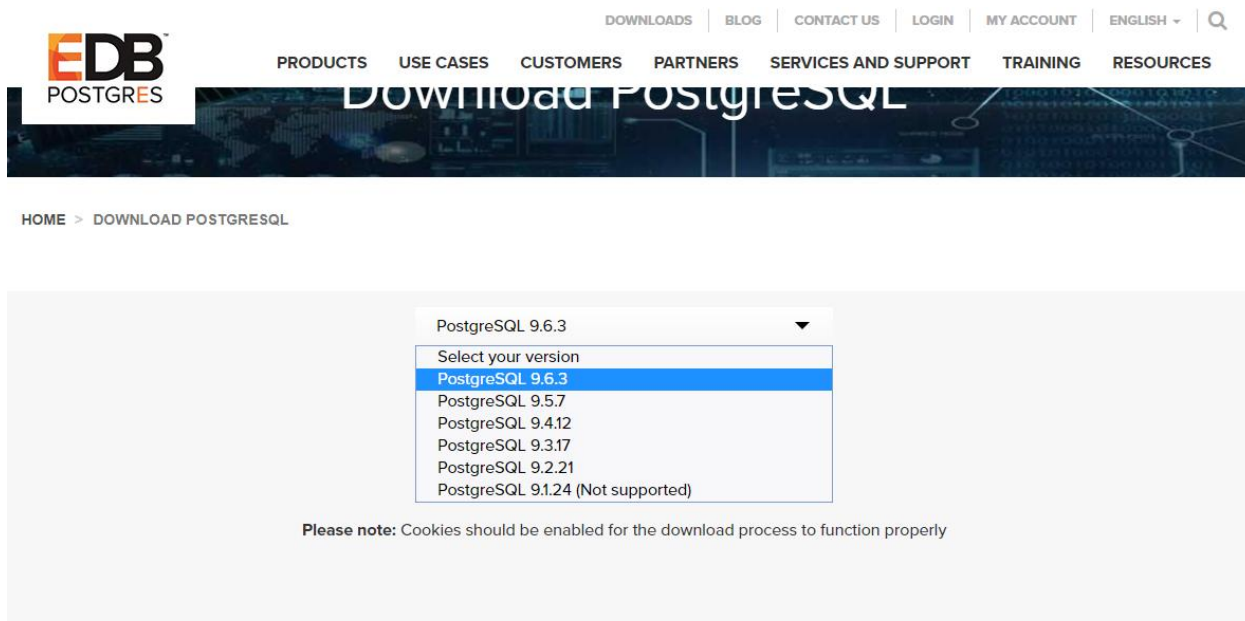 DOWNLOADS BLOG CONTACT US LOGIN MY ACCOUNT ENGLISH
EDB™
POSTGRES
PRODUCTS USE CASES CUSTOMERS PARTNERS SERVICES AND SUPPORT TRAINING RESOURCES
Download PostgreSQL
HOME > DOWNLOAD POSTGRESQL
PostgreSQL 9.6.3
Select your version
PostgreSQL 9.6.3
PostgreSQL 9.5.7
PostgreSQL 9.4.12
PostgreSQL 9.3.17
PostgreSQL 9.2.21
PostgreSQL 9.1.24 (Not supported)
Please note: Cookies should be enabled for the download process to function properly